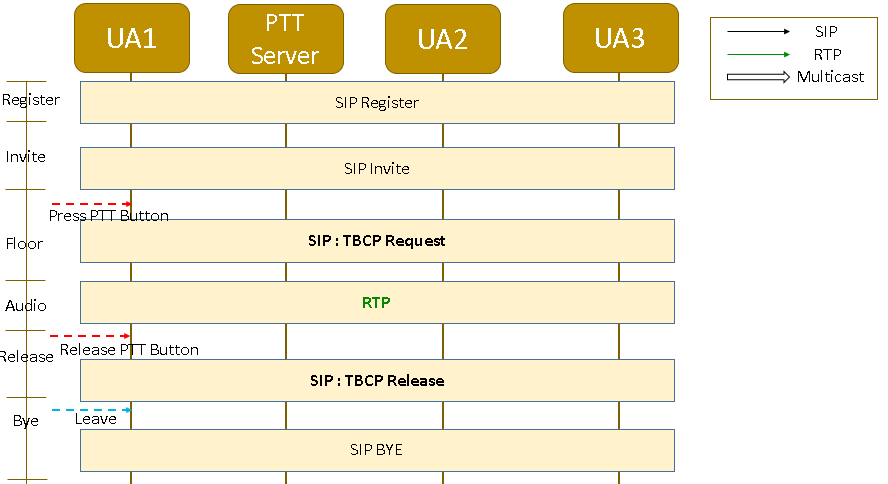 UA1
PTT
Server
UA2
UA3
SIP
RTP
Multicast
Register
SIP Register
Invite
SIP Invite
Press PTT Button
Floor
SIP : TBCP Request
Audio
RTP
Release PTT Button
Release
SIP : TBCP Release
Bye
Leave
SIP BYE